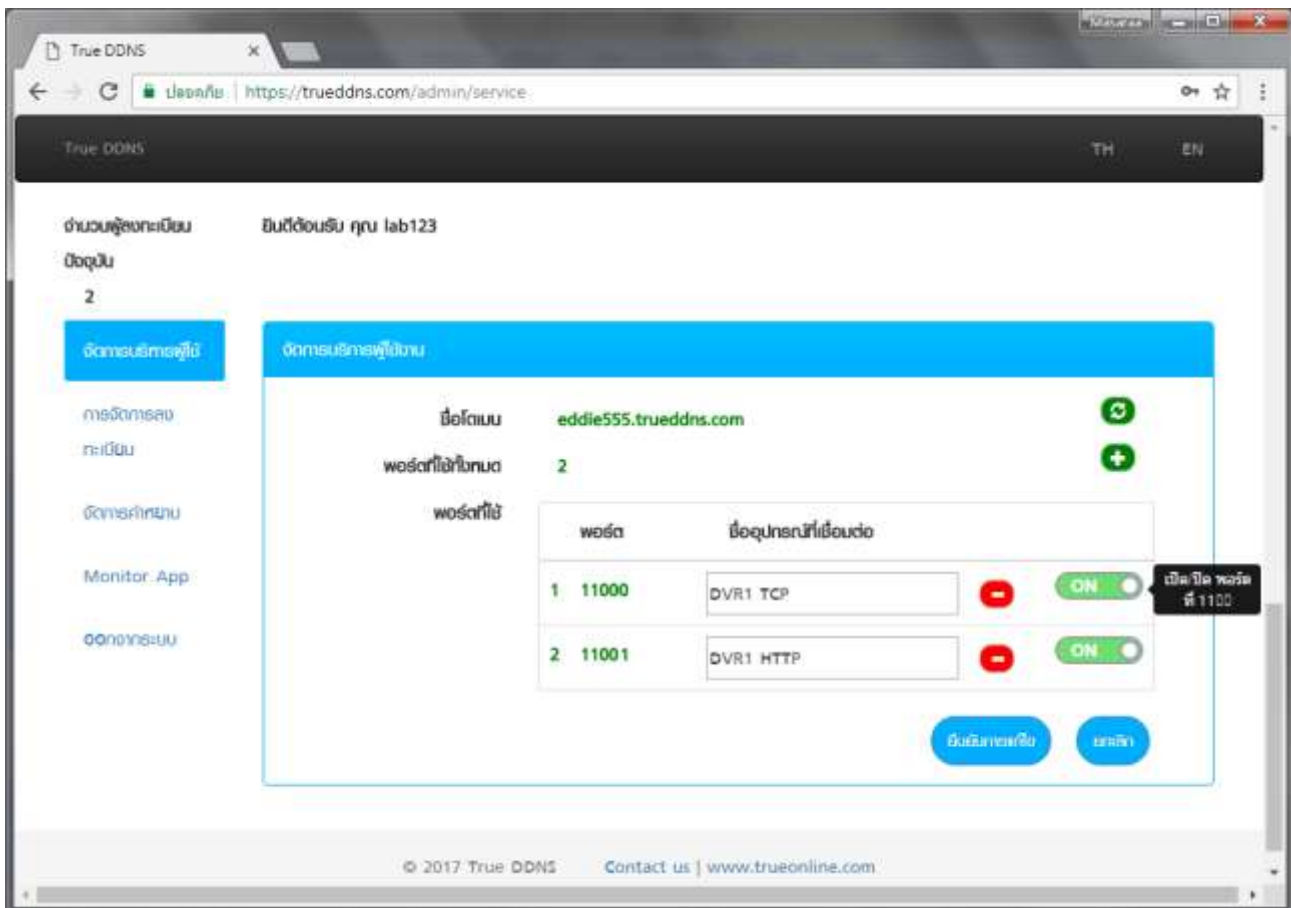 True DDNS
ปลอดภัย
https://trueddns.com/admin/service
True DDNS
TH
EN
จำนวนผู้ลงทะเบียน
ปัจจุบัน
2
ยินดีต้อนรับ คุณ lab123
จัดการบริการผู้ใช้
การจัดการลง
ทะเบียน
จัดการคำหยาบ
Monitor App
ออกจากระบบ
จัดการบริการผู้ใช้งาน
ชื่อโดเมน
eddie555.trueddns.com
พอร์ตที่ใช้ทั้งหมด
2
พอร์ตที่ใช้
พอร์ต
ชื่ออุปกรณ์ที่เชื่อมต่อ
1 11000 DVR1 TCP ON
เปิด/ปิด พอร์ต
ที่ 1100
2 11001 DVR1 HTTP ON
ยืนยันการแก้ไข
ยกเลิก
© 2017 True DDNS
Contact us | www.trueonline.com